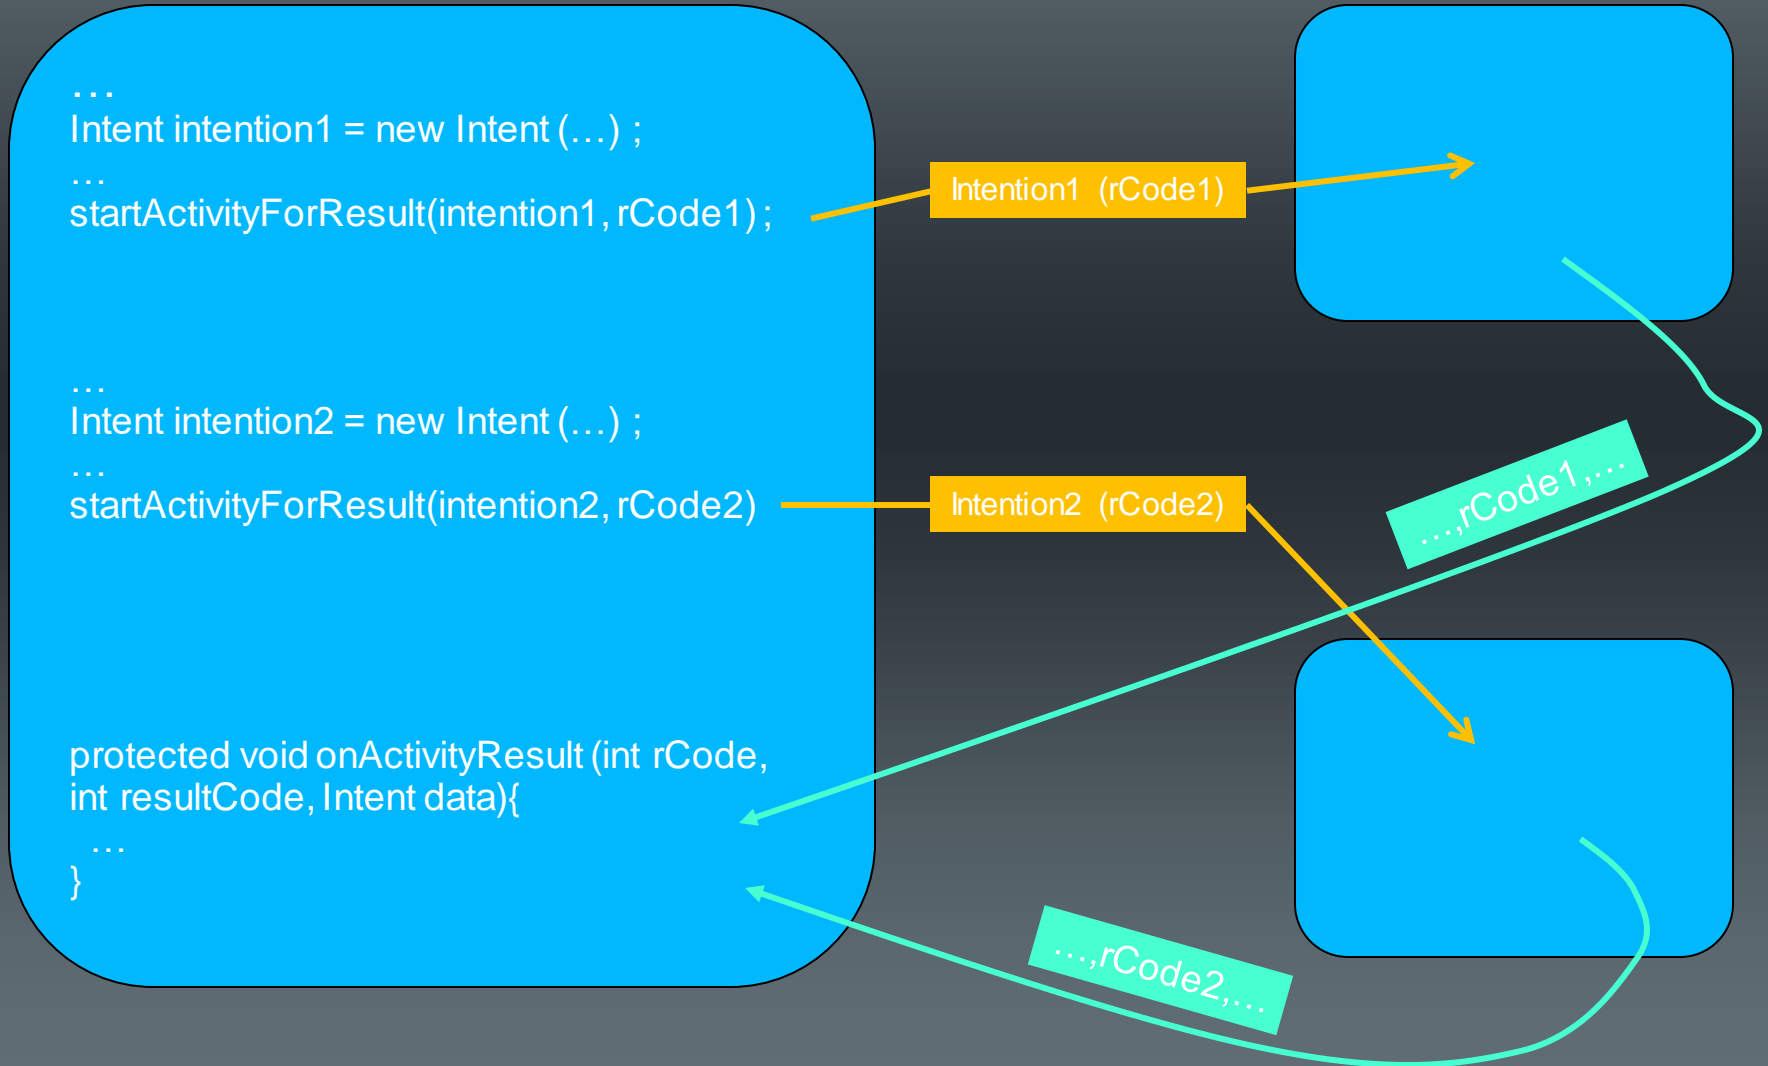 ...
Intent intention1 = new Intent (…) ;
…
startActivityForResult(intention1, rCode1) ;
…
Intent intention2 = new Intent (…) ;
…
startActivityForResult(intention2, rCode2)
protected void onActivityResult (int rCode,
int resultCode, Intent data){
…
}
Intention1 (rCode1)
Intention2 (rCode2)
…,rCode1,…
…,rCode2,…